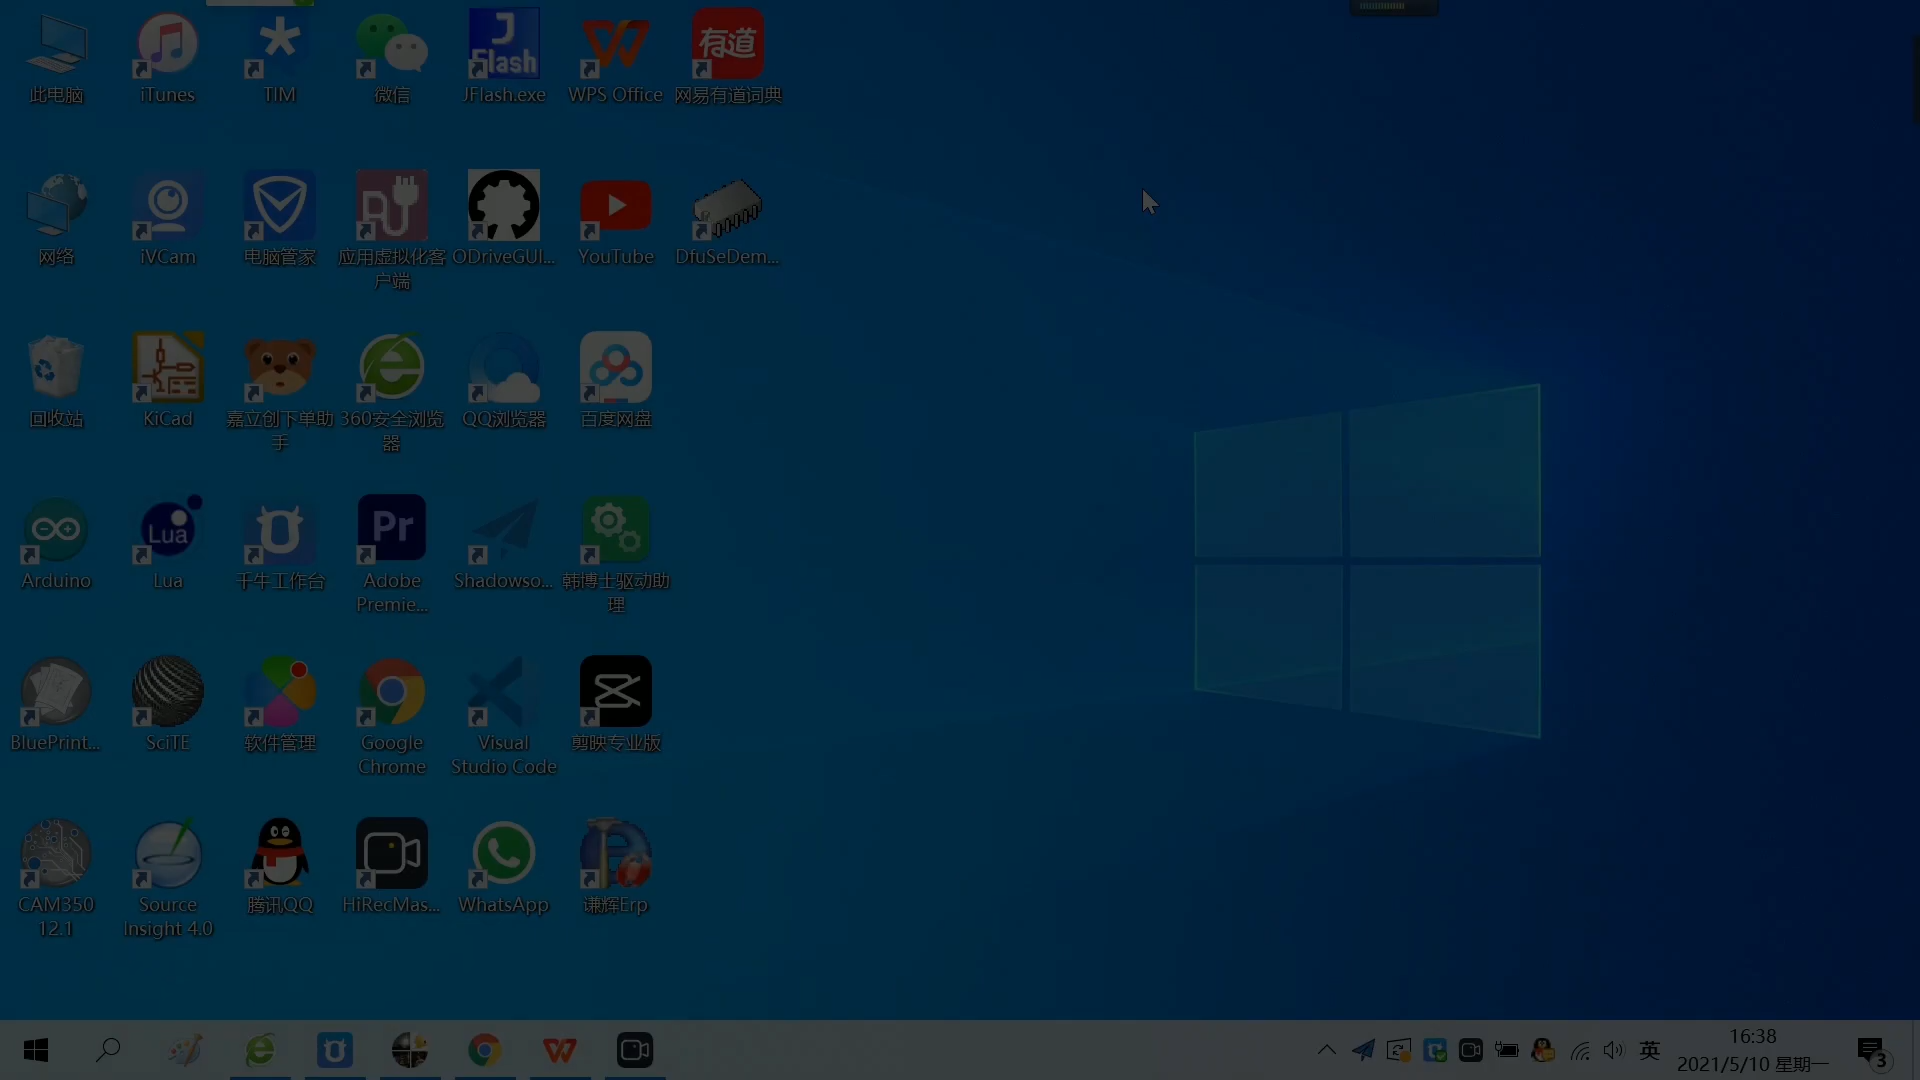 有道
J
Flash
此电脑
iTunes
TIM
微信
JFlash.exe
WPS Office
网易有道词典
网络
iVCam
电脑管家
应用虚拟化客
户端
ODriveGUI...
YouTube
DfuSeDem...
回收站
KiCad
嘉立创下单助
手
360安全浏览
器
QQ浏览器
百度网盘
Lua
Pr
Arduino
Lua
千牛工作台
Adobe
Premie...
Shadowso...
韩博士驱动助
理
BluePrint...
SciTE
软件管理
Google
Chrome
Visual
Studio Code
剪映专业版
CAM350
12.1
Source
Insight 4.0
腾讯QQ
HiRecMas...
WhatsApp
谦辉Erp
英
16:38
2021/5/10 星期一
3